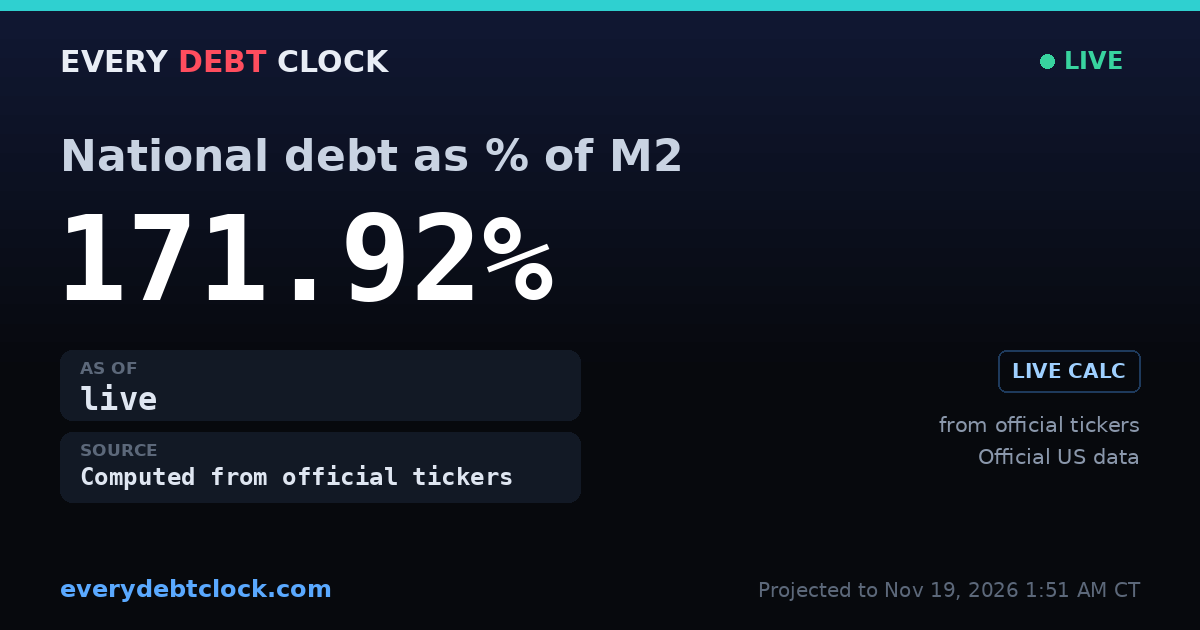 EVERY DEBT CLOCK
LIVE
National debt as % of M2
171.92%
AS OF
live
SOURCE
Computed from official tickers
LIVE CALC
from official tickers
Official US data
everydebtclock.com
Projected to Nov 19, 2026 1:51 AM CT